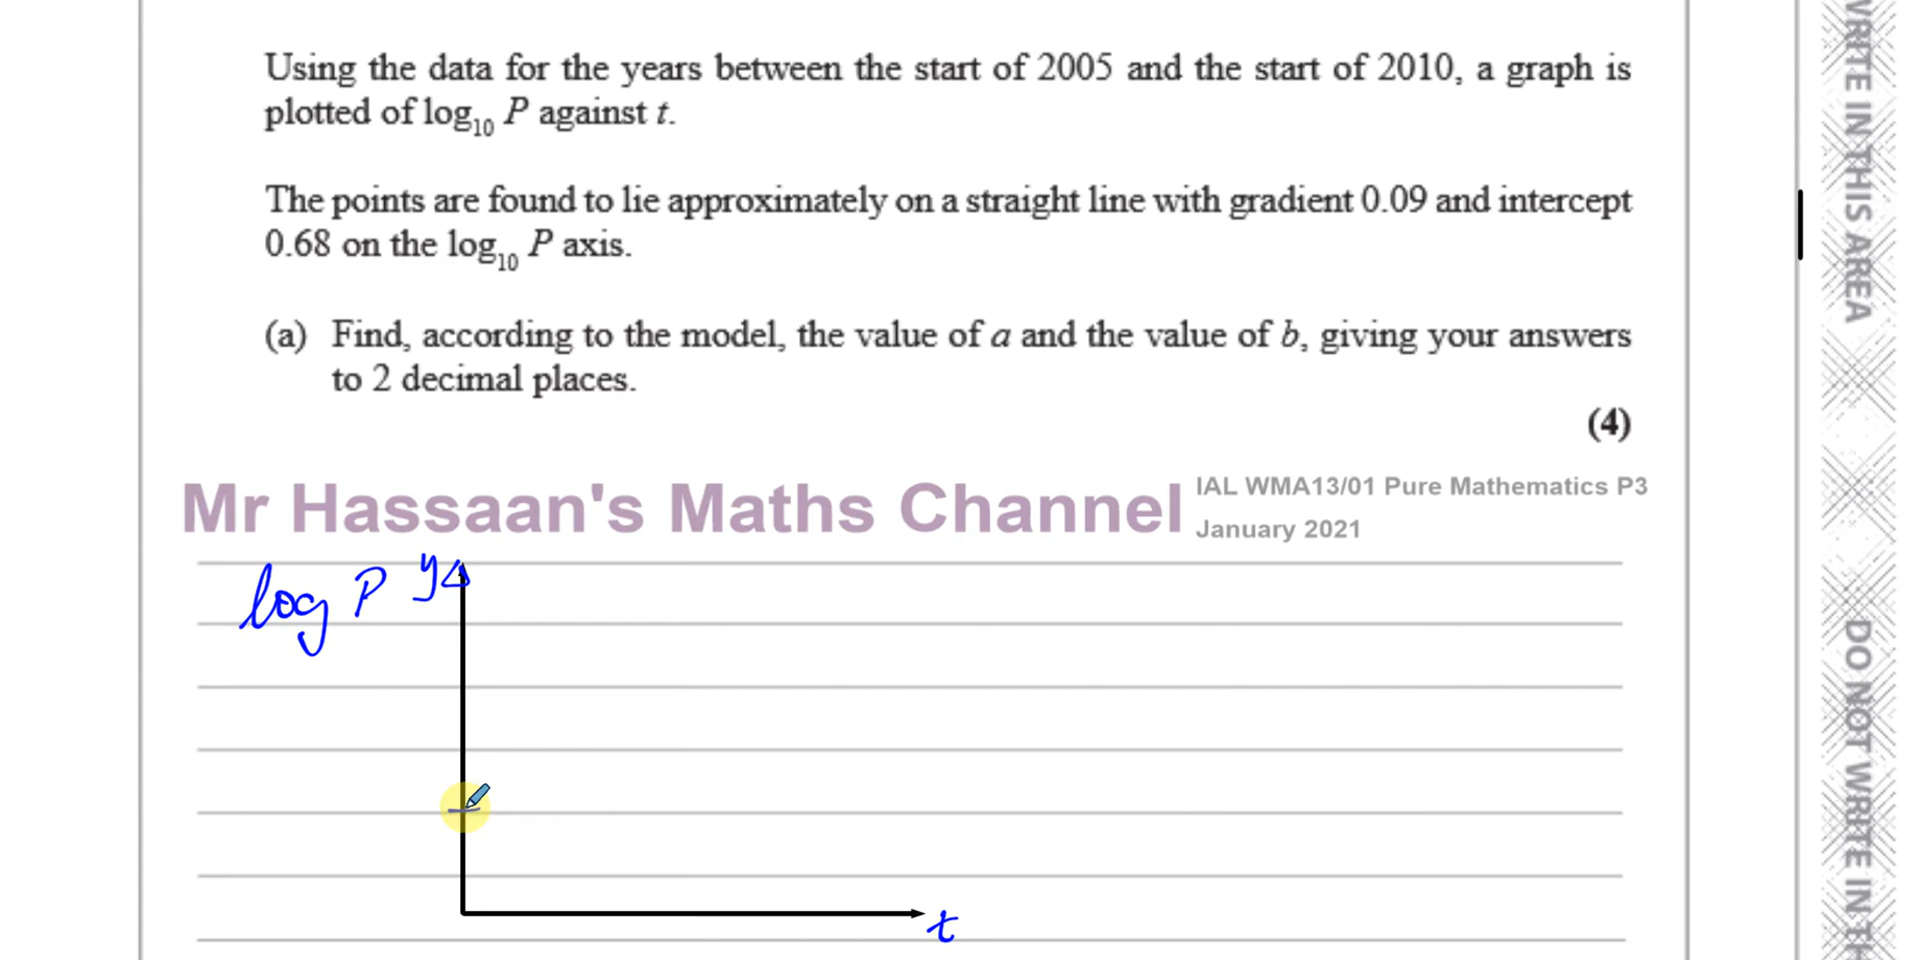 Using the data for the years between the start of 2005 and the start of 2010, a graph is
plotted of log₁₀ P against t.
The points are found to lie approximately on a straight line with gradient 0.09 and intercept
0.68 on the log₁₀ P axis.
(a) Find, according to the model, the value of a and the value of b, giving your answers
to 2 decimal places.
(4)
Mr Hassaan's Maths Channel
IAL WMA13/01 Pure Mathematics P3
January 2021
log P y
t
WRITE IN THIS AREA
DO NOT WRITE IN TH